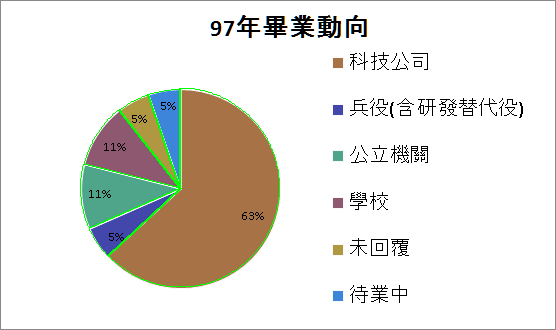 97年畢業動向
科技公司
兵役(含研發替代役)
公立機關
學校
未回覆
待業中
5%
5%
11%
11%
5%
63%